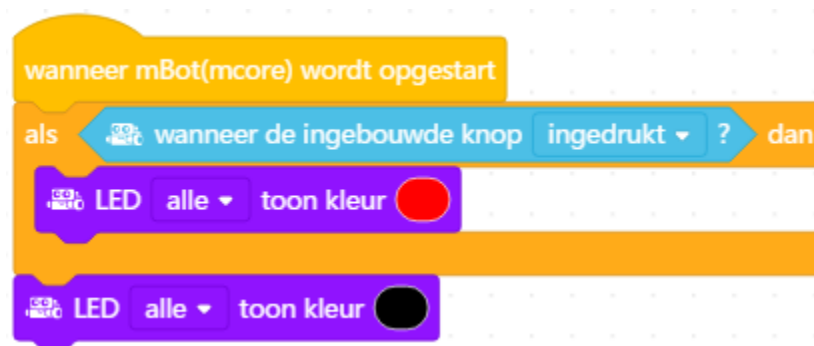 wanneer mBot(mcore) wordt opgestart
als wanneer de ingebouwde knop ingedrukt ? dan
LED alle toon kleur
LED alle toon kleur